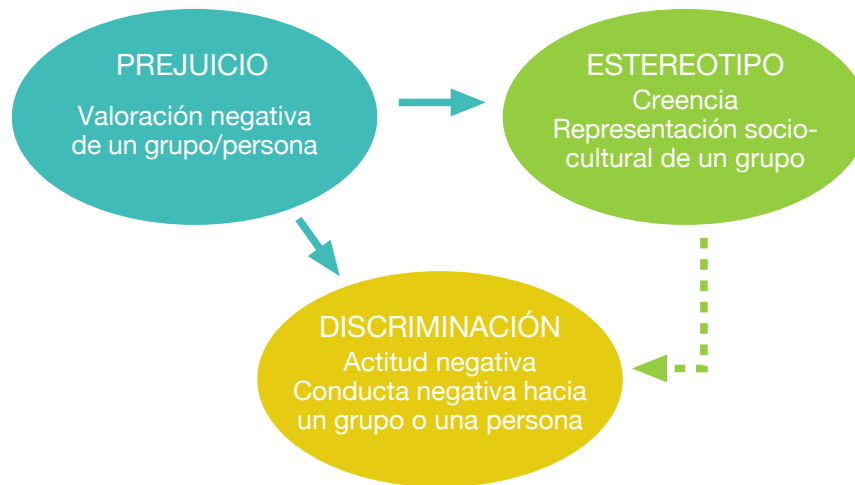 PREJUICIO
Valoración negativa
de un grupo/persona
ESTEREOTIPO
Creencia
Representación socio-
cultural de un grupo
DISCRIMINACIÓN
Actitud negativa
Conducta negativa hacia
un grupo o una persona